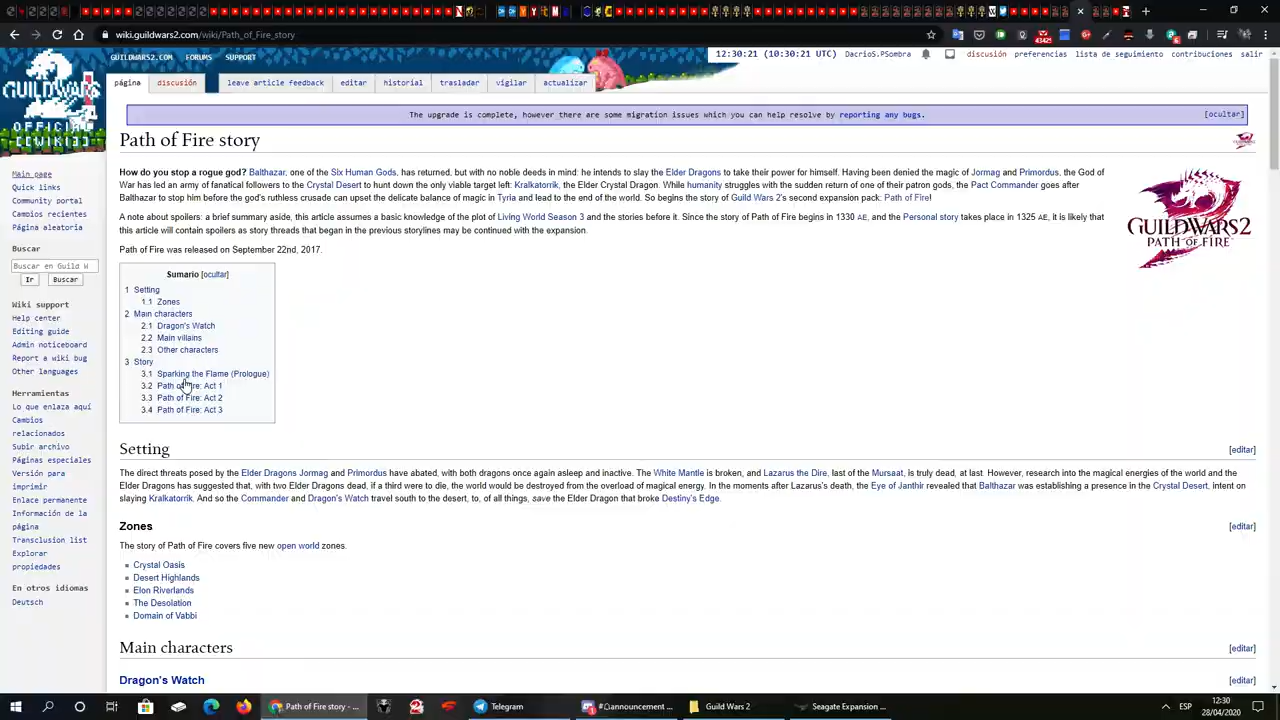 wiki.guildwars2.com/wiki/Path_of_Fire_story
43425
GUILDWARS2.COM FORUMS SUPPORT
12:30:21 (10:30:21 UTC) DacrioS.PSombra discusión preferencias lista de seguimiento contribuciones salir
página discusión leave article feedback editar historial trasladar vigilar actualizar
GUILDWARS
OFFICIAL
[[WIKI]]
The upgrade is complete, however there are some migration issues which you can help resolve by reporting any bugs. [ocultar]
Path of Fire story
How do you stop a rogue god? Balthazar, one of the Six Human Gods, has returned, but with no noble deeds in mind: he intends to slay the Elder Dragons to take their power for himself. Having been denied the magic of Jormag and Primordus, the God of
War has led an army of fanatical followers to the Crystal Desert to hunt down the only viable target left: Kralkatorrik, the Elder Crystal Dragon. While humanity struggles with the sudden return of one of their patron gods, the Pact Commander goes after
Balthazar to stop him before the god's ruthless crusade can upset the delicate balance of magic in Tyria and lead to the end of the world. So begins the story of Guild Wars 2's second expansion pack: Path of Fire!
A note about spoilers: a brief summary aside, this article assumes a basic knowledge of the plot of Living World Season 3 and the stories before it. Since the story of Path of Fire begins in 1330 AE, and the Personal story takes place in 1325 AE, it is likely that
this article will contain spoilers as story threads that began in the previous storylines may be continued with the expansion.
Path of Fire was released on September 22nd, 2017.
GUILDWARS2
PATH OF FIRE
Main page
Quick links
Community portal
Cambios recientes
Página aleatoria
Buscar
Buscar en Guild W
Ir Buscar
Wiki support
Help center
Editing guide
Admin noticeboard
Report a wiki bug
Other languages
Herramientas
Lo que enlaza aquí
Cambios
relacionados
Subir archivo
Páginas especiales
Versión para
imprimir
Enlace permanente
Información de la
página
Transclusion list
Explorar
propiedades
En otros idiomas
Deutsch
Sumario [ocultar]
1 Setting
1.1 Zones
2 Main characters
2.1 Dragon's Watch
2.2 Main villains
2.3 Other characters
3 Story
3.1 Sparking the Flame (Prologue)
3.2 Path of Fire: Act 1
3.3 Path of Fire: Act 2
3.4 Path of Fire: Act 3
Setting [editar]
The direct threats posed by the Elder Dragons Jormag and Primordus have abated, with both dragons once again asleep and inactive. The White Mantle is broken, and Lazarus the Dire, last of the Mursaat, is truly dead, at last. However, research into the magical energies of the world and the
Elder Dragons has suggested that, with two Elder Dragons dead, if a third were to die, the world would be destroyed from the overload of magical energy. In the moments after Lazarus's death, the Eye of Janthir revealed that Balthazar was establishing a presence in the Crystal Desert, intent on
slaying Kralkatorrik. And so the Commander and Dragon's Watch travel south to the desert, to, of all things, save the Elder Dragon that broke Destiny's Edge.
Zones [editar]
The story of Path of Fire covers five new open world zones.
Crystal Oasis
Desert Highlands
Elon Riverlands
The Desolation
Domain of Vabbi
Main characters [editar]
Dragon's Watch [editar]
Path of Fire story - ...
Telegram
announcement ...
Guild Wars 2
Seagate Expansion ...
ESP
12:30
28/04/2020